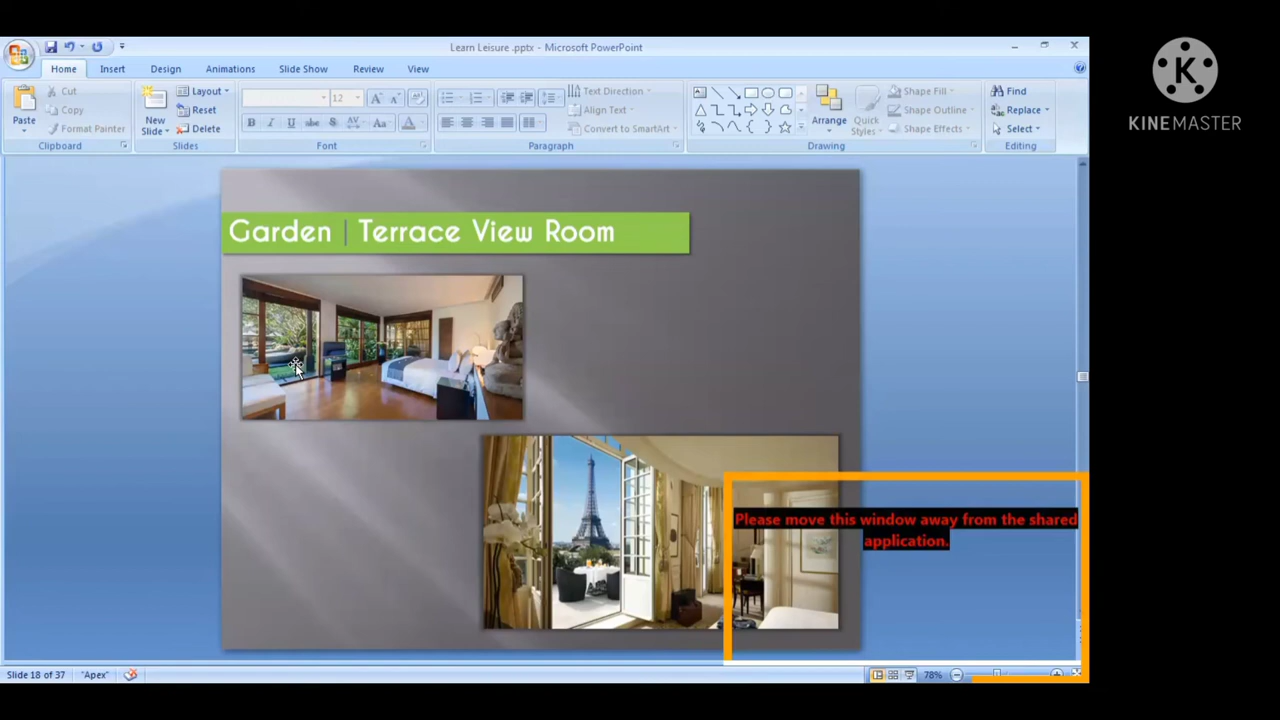 Learn Leisure .pptx - Microsoft PowerPoint
Home Insert Design Animations Slide Show Review View
Paste
Cut
Copy
Format Painter
Clipboard
New
Slide
Layout
Reset
Delete
Slides
12
Font
Text Direction
Align Text
Convert to SmartArt
Paragraph
Arrange
Quick
Styles
Shape Fill
Shape Outline
Shape Effects
Drawing
Find
Replace
Select
Editing
K
KINEMASTER
Garden | Terrace View Room
Please move this window away from the shared
application.
Slide 18 of 37 "Apex" 78%